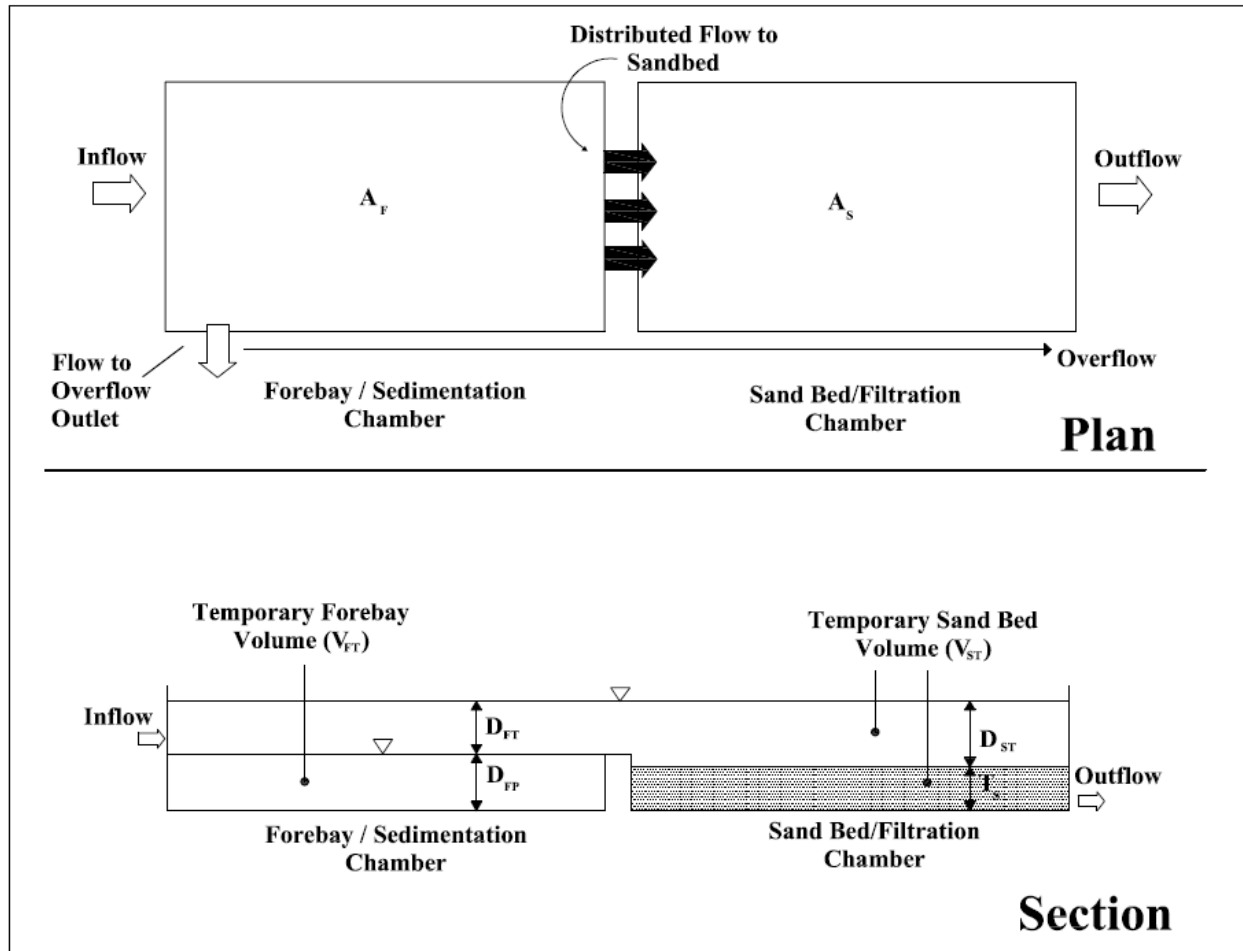 Distributed Flow to
Sandbed
Inflow
Outflow
A_F
A_S
Flow to
Overflow
Outlet
Overflow
Forebay / Sedimentation
Chamber
Sand Bed/Filtration
Chamber
Plan
Temporary Forebay
Volume (V_FT)
Temporary Sand Bed
Volume (V_ST)
Inflow
D_FT
D_ST
D_FP
T_S
Outflow
Forebay / Sedimentation
Chamber
Sand Bed/Filtration
Chamber
Section